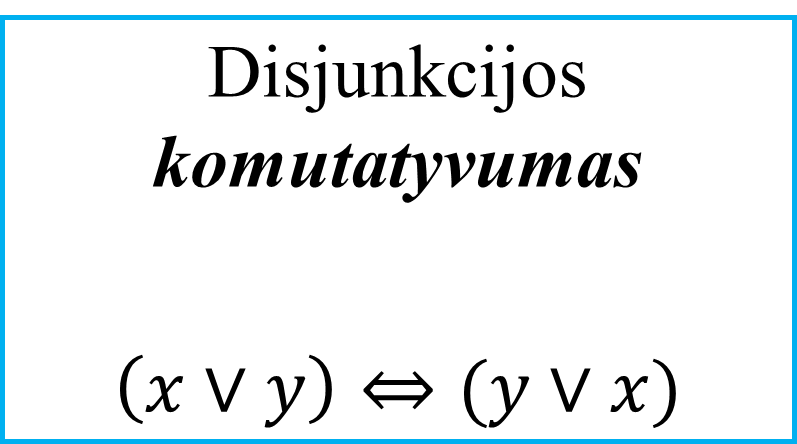 Disjunkcijos
komutatyvumas
(x ∨ y) ⟺ (y ∨ x)